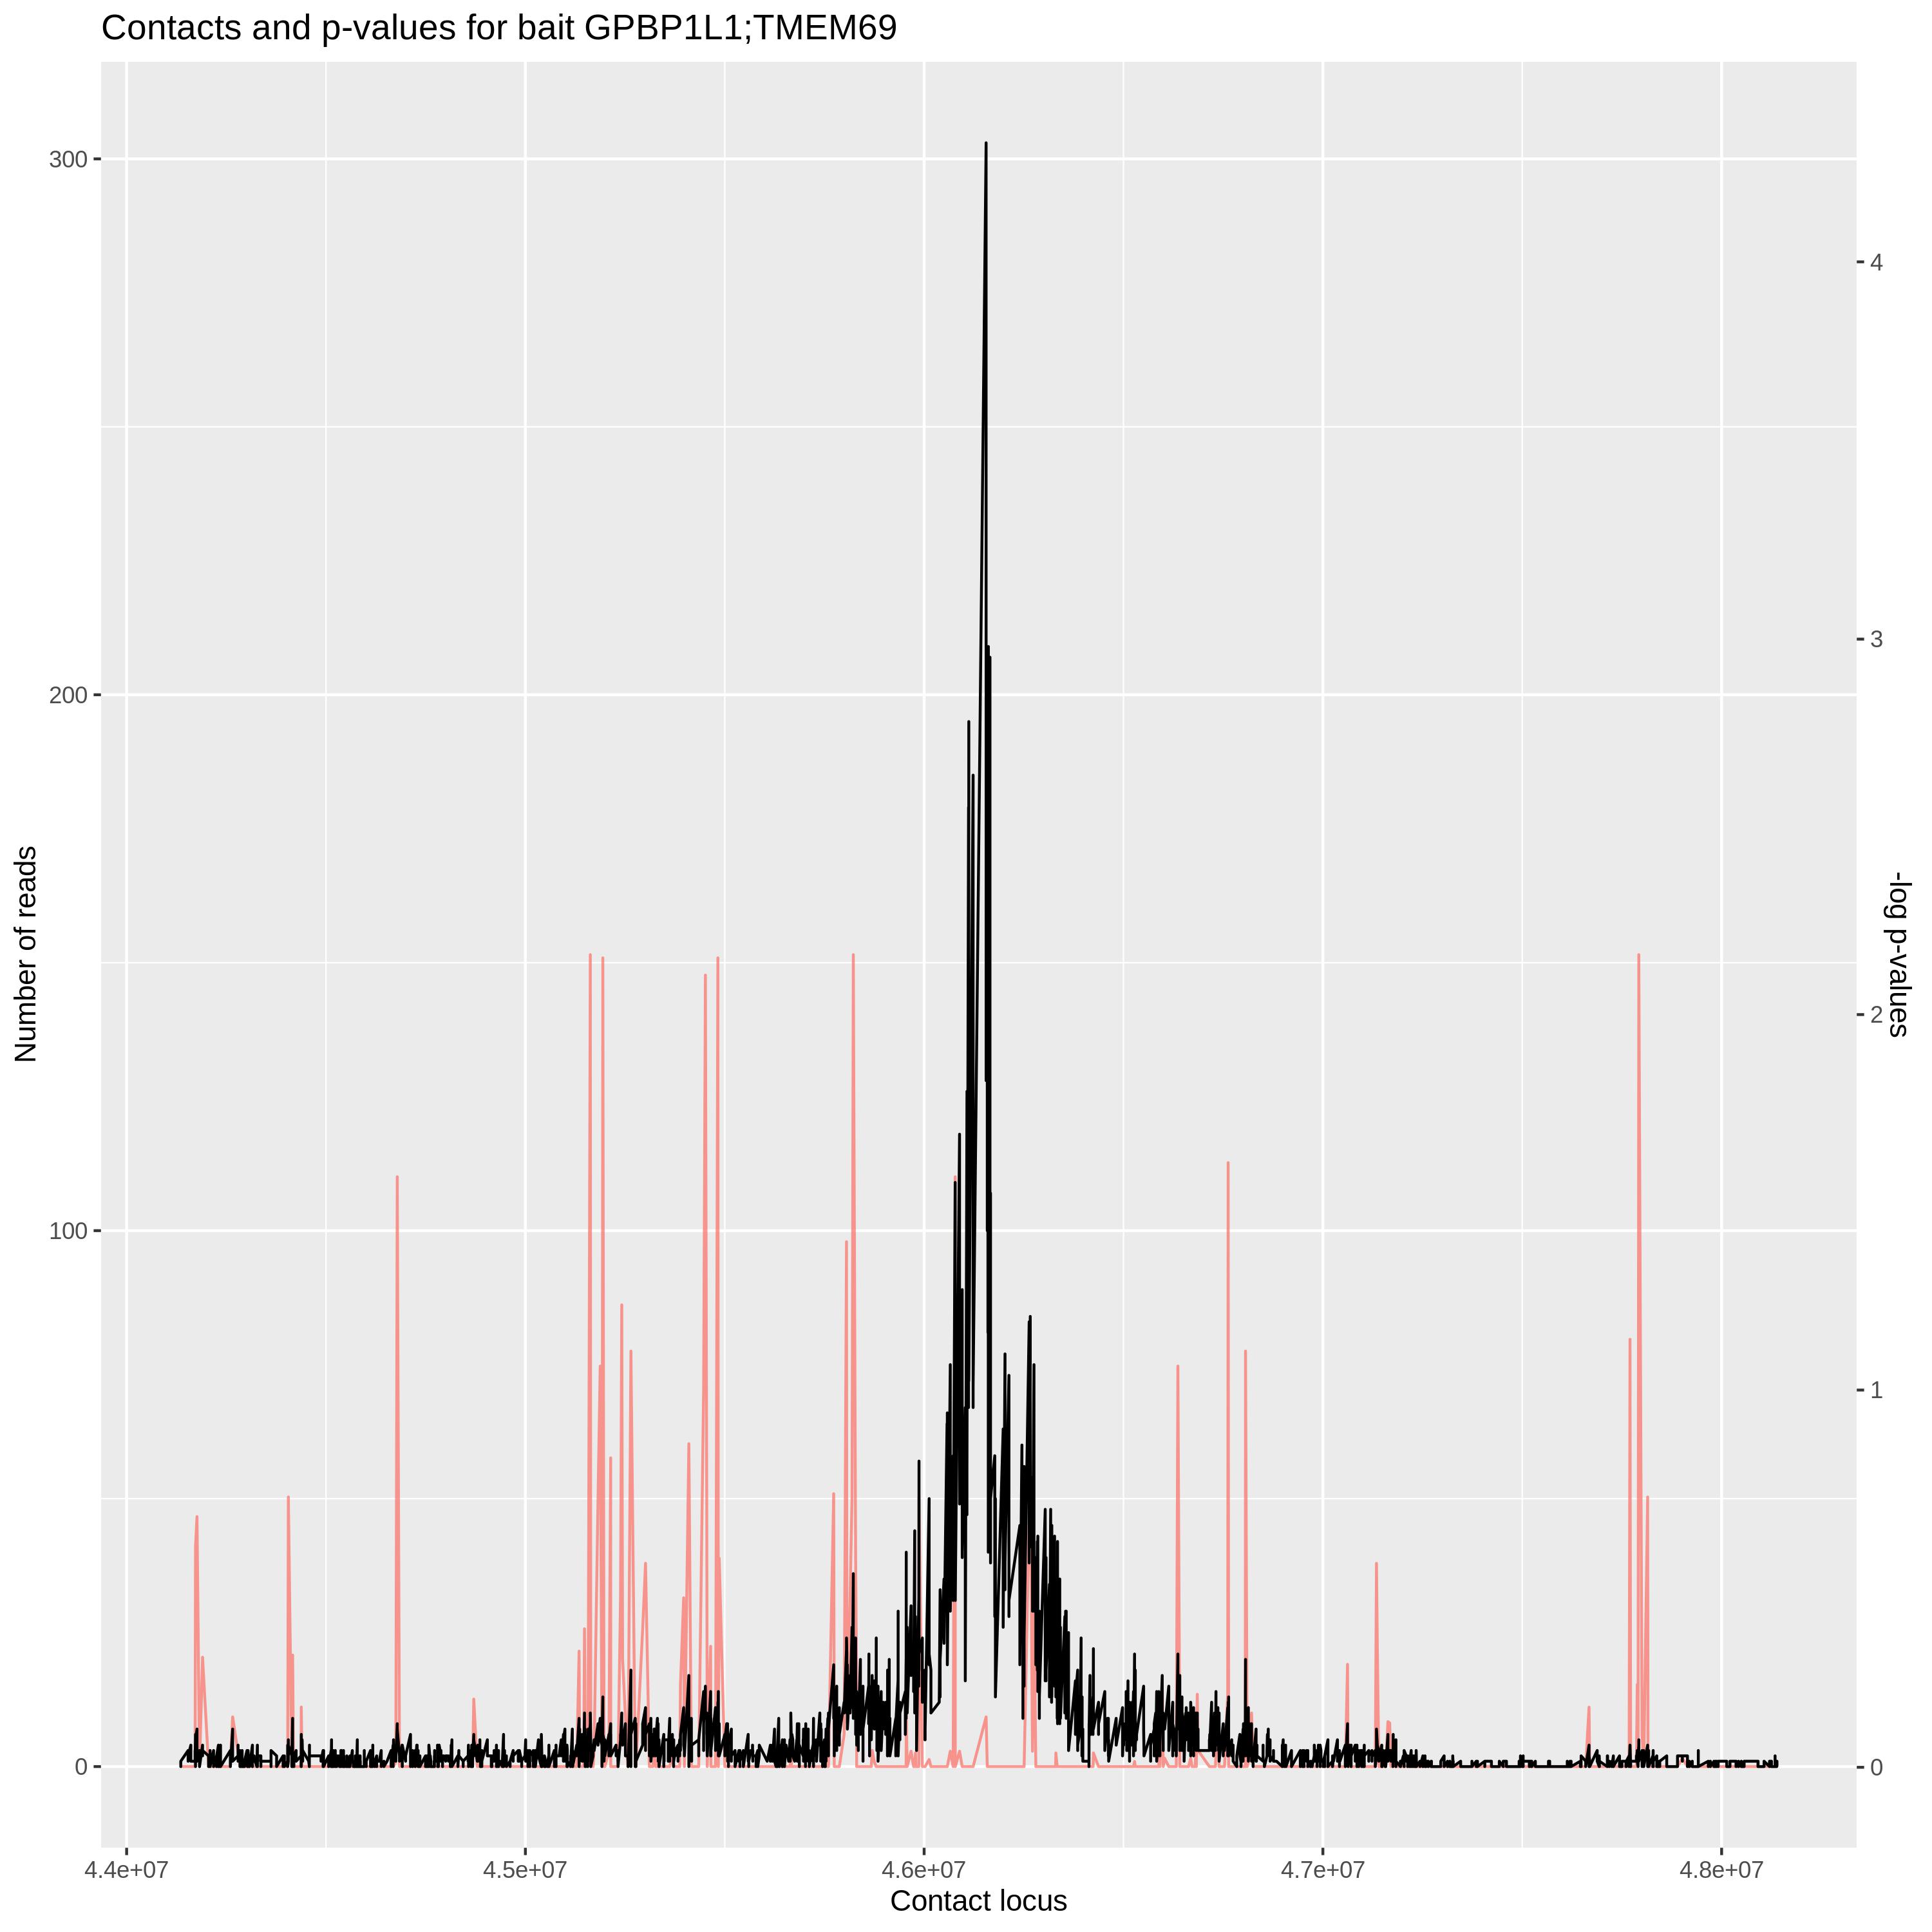 Contacts and p-values for bait GPBP1L1;TMEM69
300
200
100
0
Number of reads
4
3
2
1
0
-log p-values
4.4e+07
4.5e+07
4.6e+07
4.7e+07
4.8e+07
Contact locus